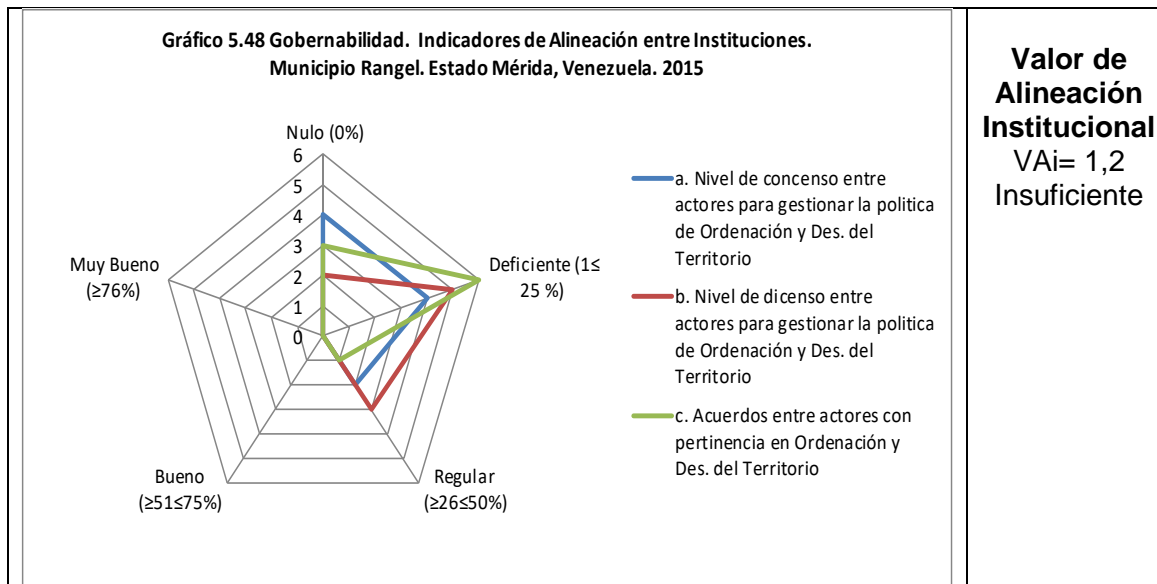 Gráfico 5.48 Gobernabilidad. Indicadores de Alineación entre Instituciones.
Municipio Rangel. Estado Mérida, Venezuela. 2015
Nulo (0%)
6
5
4
3
2
1
0
Deficiente (1≤
25 %)
Regular
(≥26≤50%)
Bueno
(≥51≤75%)
Muy Bueno
(≥76%)
a. Nivel de concenso entre
actores para gestionar la politica
de Ordenación y Des. del
Territorio
b. Nivel de dicenso entre
actores para gestionar la politica
de Ordenación y Des. del
Territorio
c. Acuerdos entre actores con
pertinencia en Ordenación y
Des. del Territorio
Valor de
Alineación
Institucional
VAi= 1,2
Insuficiente